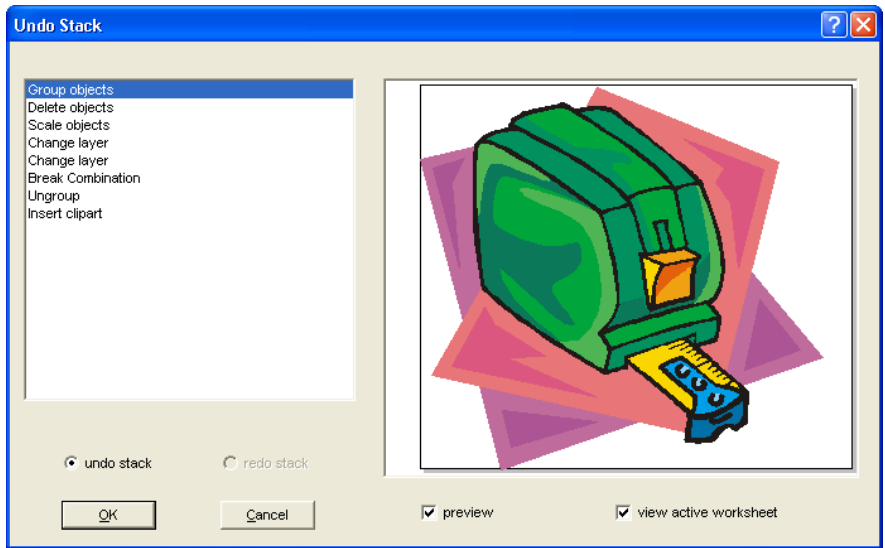 Undo Stack
Group objects
Delete objects
Scale objects
Change layer
Change layer
Break Combination
Ungroup
Insert clipart
undo stack
redo stack
OK
Cancel
preview
view active worksheet